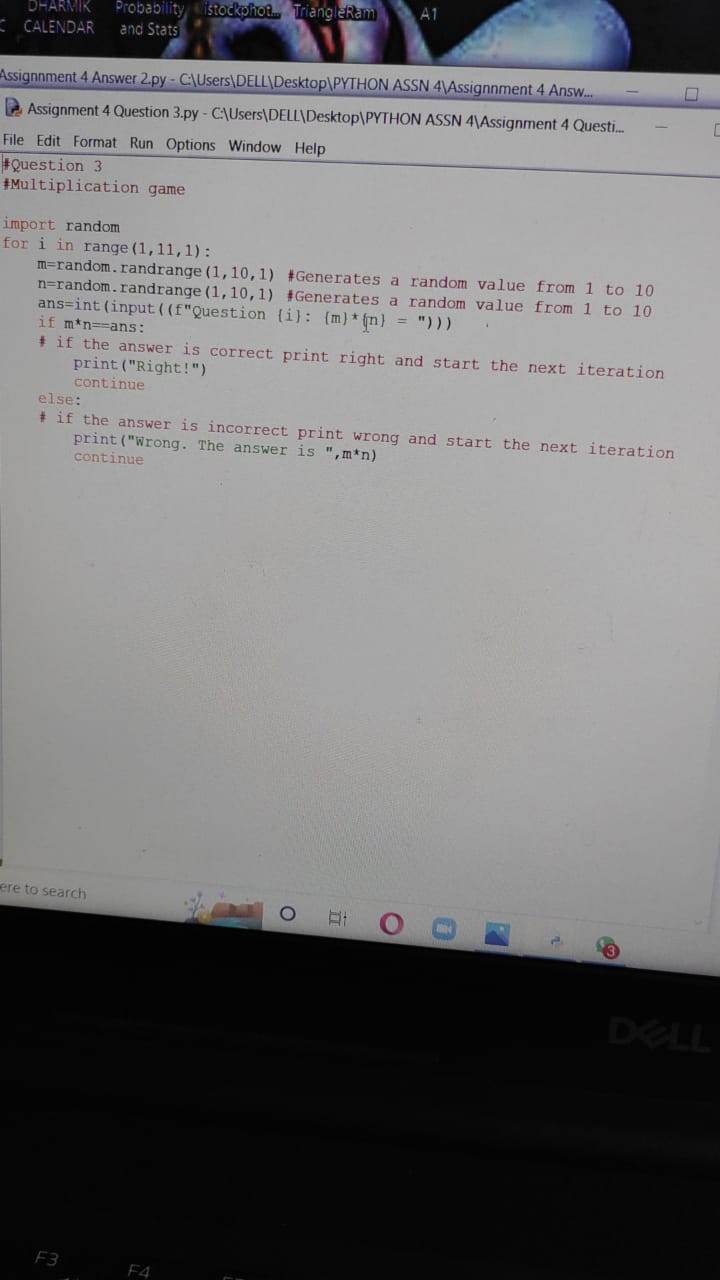 DHARMIK Probability istockphot... TriangleRam A1
C CALENDAR and Stats
Assignnment 4 Answer 2.py - C:\Users\DELL\Desktop\PYTHON ASSN 4\Assignnment 4 Answ...
Assignment 4 Question 3.py - C:\Users\DELL\Desktop\PYTHON ASSN 4\Assignment 4 Questi...
File Edit Format Run Options Window Help
#Question 3
#Multiplication game
import random
for i in range(1,11,1):
    m=random.randrange(1,10,1) #Generates a random value from 1 to 10
    n=random.randrange(1,10,1) #Generates a random value from 1 to 10
    ans=int(input((f"Question {i}: {m}*{n} = ")))
    if m*n==ans:
    # if the answer is correct print right and start the next iteration
        print("Right!")
        continue
    else:
    # if the answer is incorrect print wrong and start the next iteration
        print("Wrong. The answer is ",m*n)
        continue
ere to search
3
DELL
F3
F4